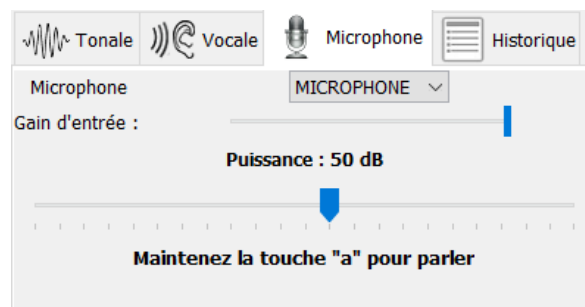 Tonale Vocale Microphone Historique
Microphone MICROPHONE
Gain d'entrée :
Puissance : 50 dB
Maintenez la touche "a" pour parler